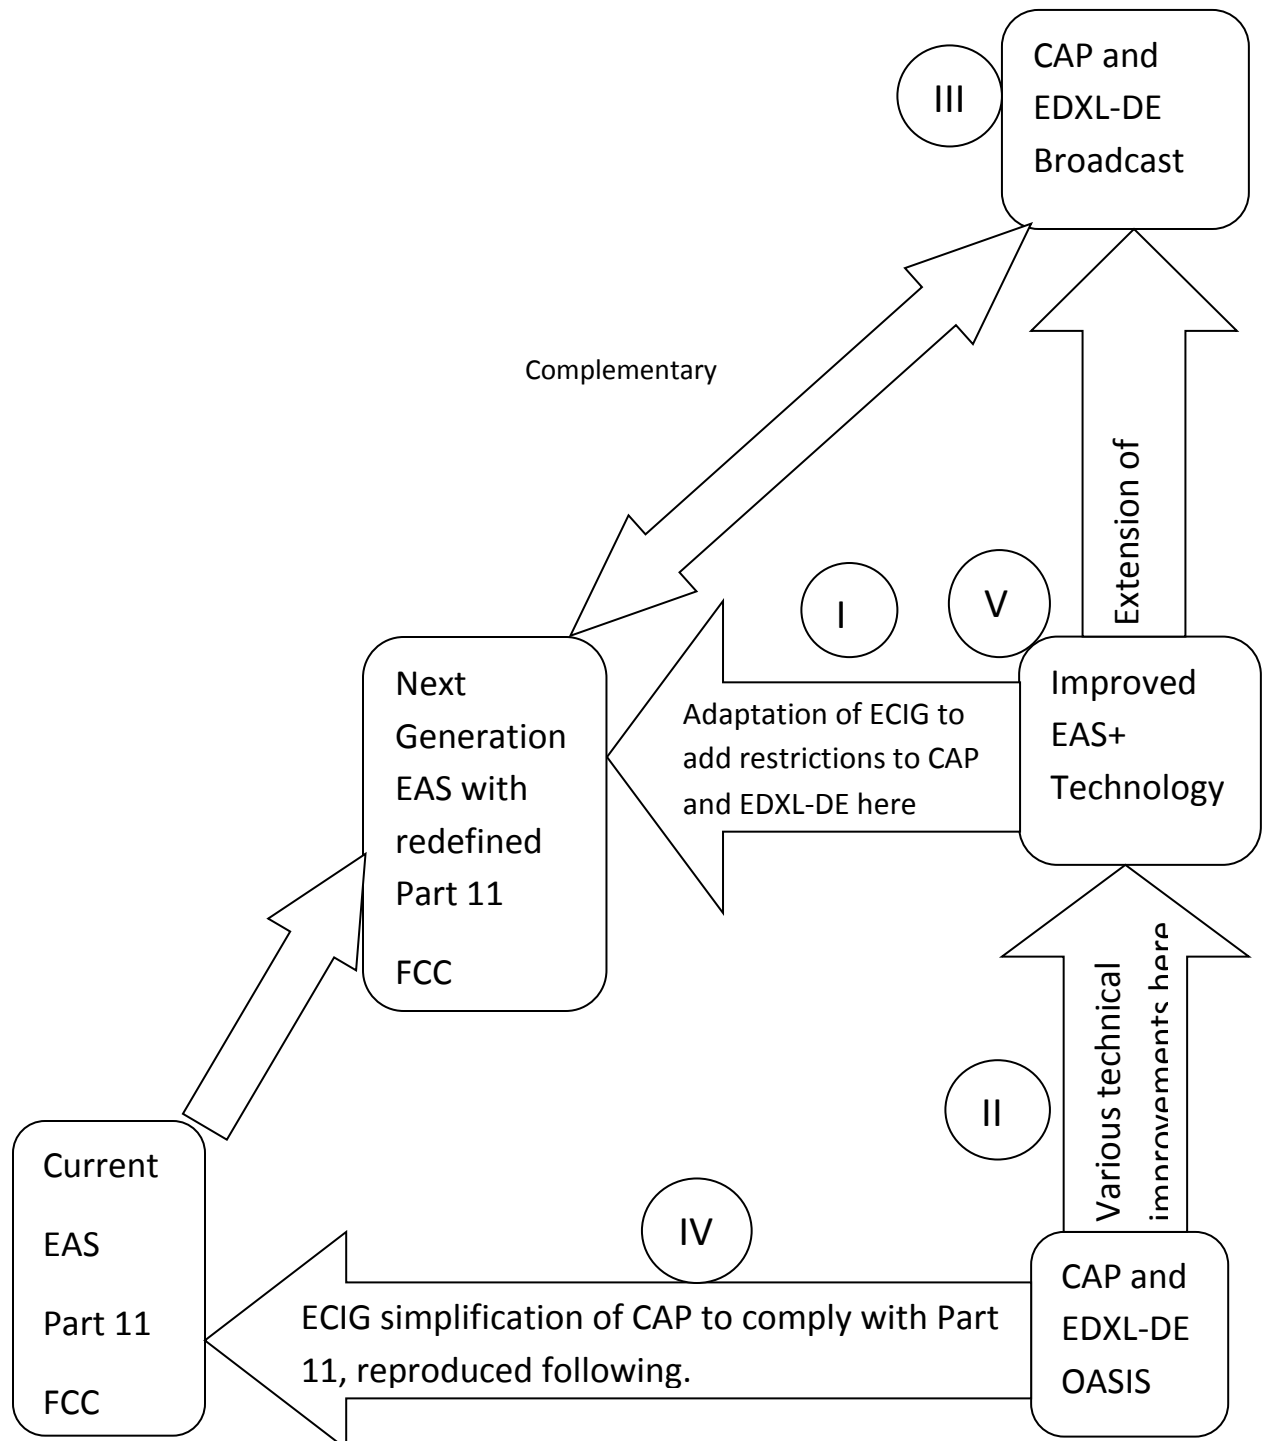 III
CAP and
EDXL-DE
Broadcast
Complementary
Extension of
I
V
Next
Generation
EAS with
redefined
Part 11
FCC
Adaptation of ECIG to
add restrictions to CAP
and EDXL-DE here
Improved
EAS+
Technology
Various technical
improvements here
II
Current
EAS
Part 11
FCC
IV
ECIG simplification of CAP to comply with Part
11, reproduced following.
CAP and
EDXL-DE
OASIS